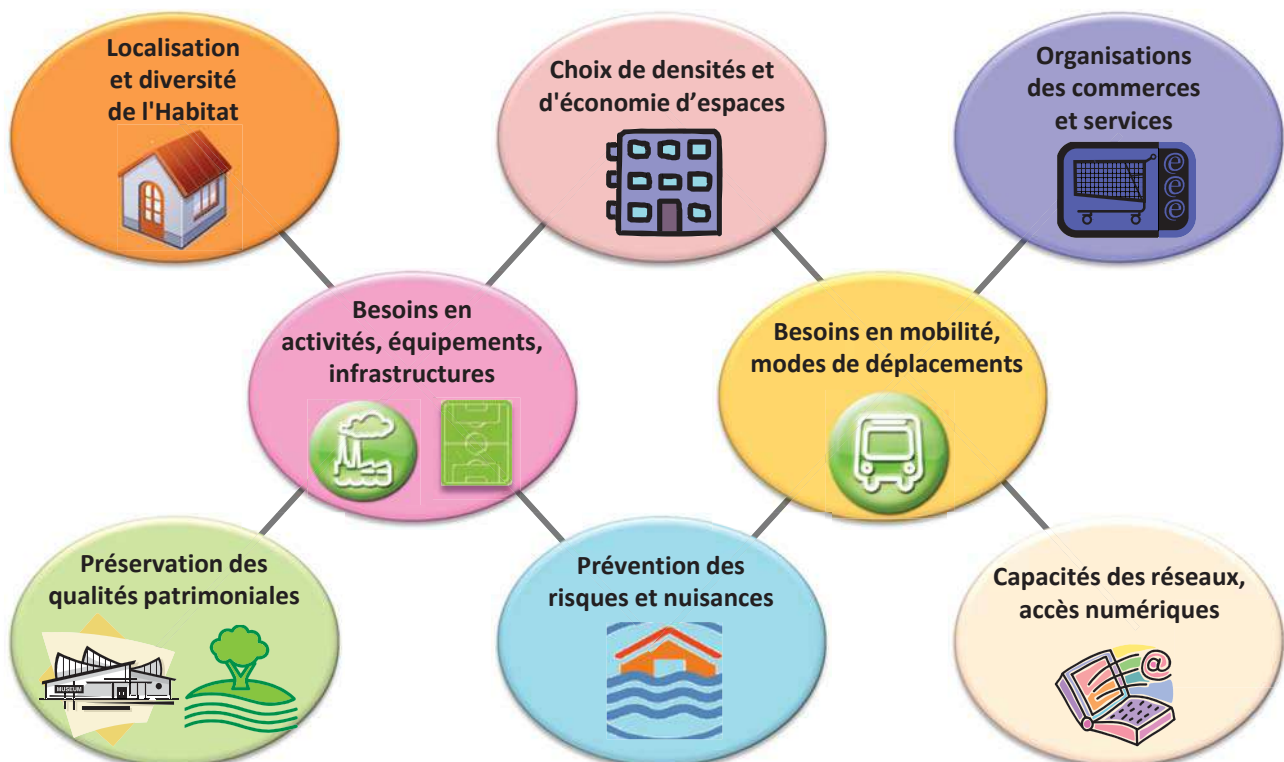 Localisation
et diversité
de l'Habitat
Choix de densités et
d'économie d’espaces
Organisations
des commerces
et services
e
e
e
Besoins en
activités, équipements,
infrastructures
Besoins en mobilité,
modes de déplacements
Préservation des
qualités patrimoniales
MUSEUM
Prévention des
risques et nuisances
Capacités des réseaux,
accès numériques
@